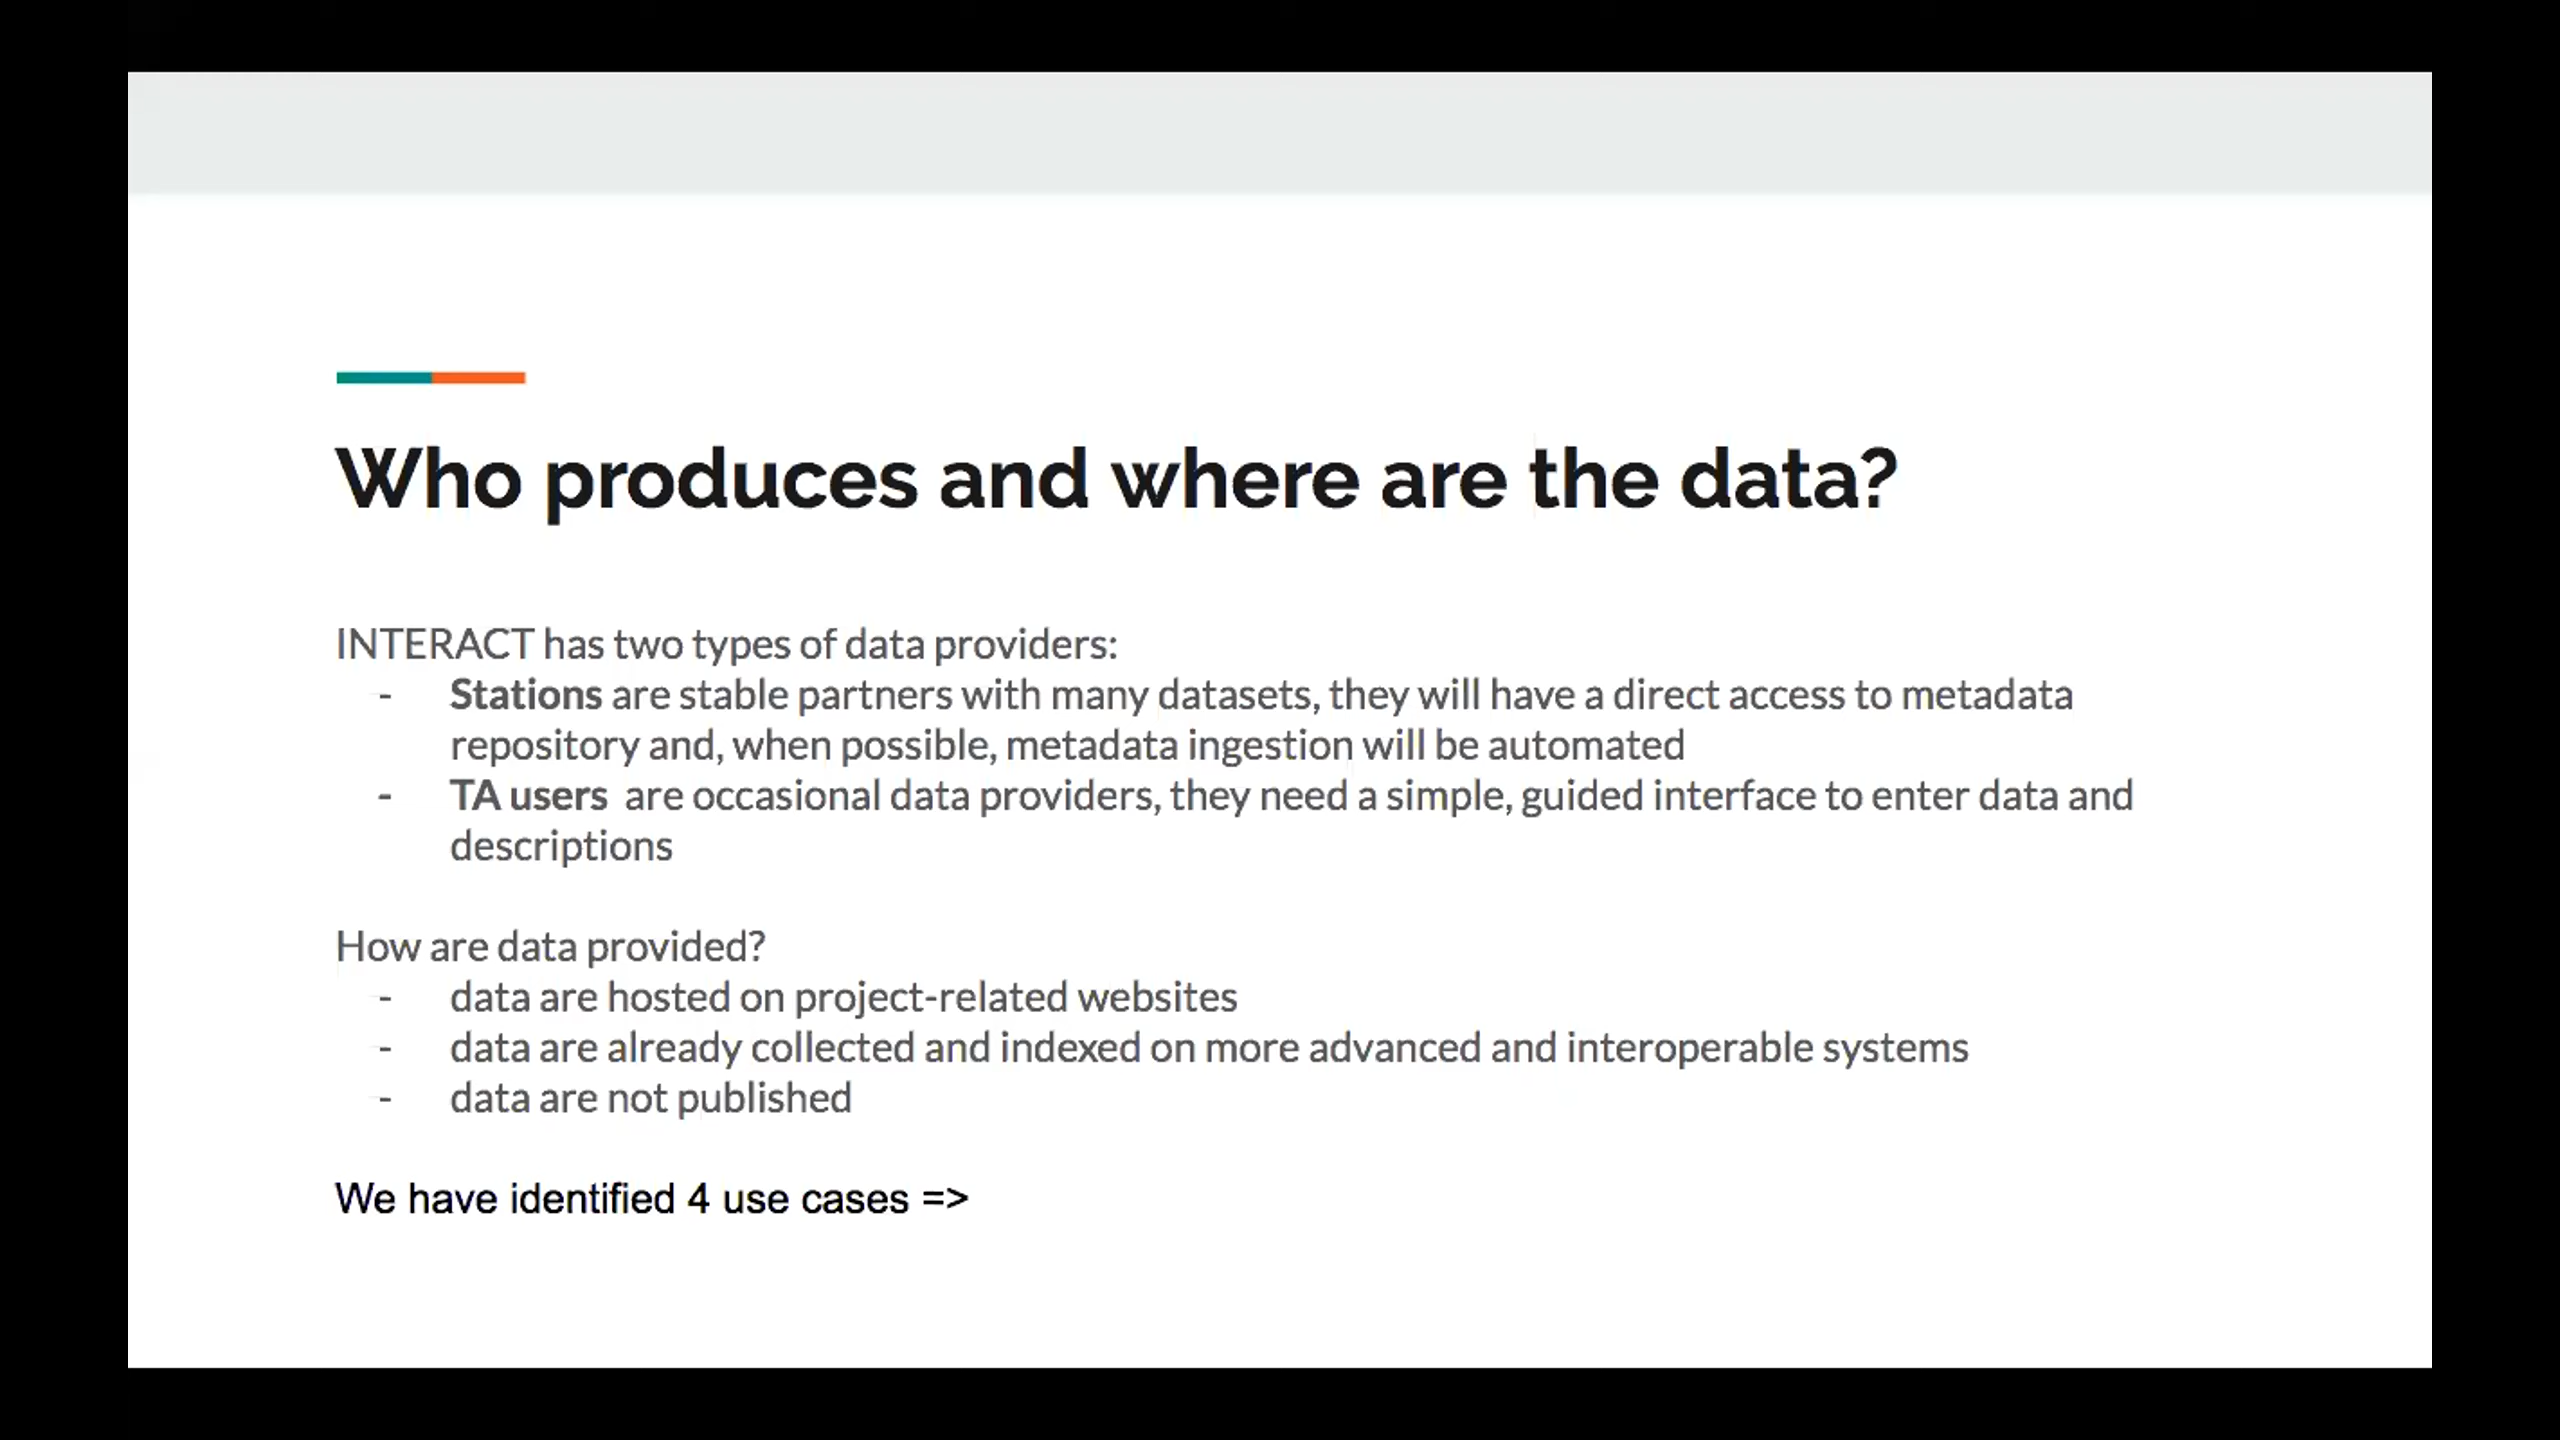 Who produces and where are the data?
INTERACT has two types of data providers:
- Stations are stable partners with many datasets, they will have a direct access to metadata
repository and, when possible, metadata ingestion will be automated
- TA users are occasional data providers, they need a simple, guided interface to enter data and
descriptions
How are data provided?
- data are hosted on project-related websites
- data are already collected and indexed on more advanced and interoperable systems
- data are not published
We have identified 4 use cases =>